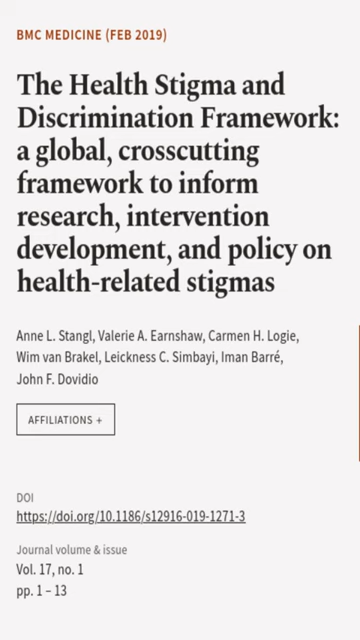 BMC MEDICINE (FEB 2019)
The Health Stigma and
Discrimination Framework:
a global, crosscutting
framework to inform
research, intervention
development, and policy on
health-related stigmas
Anne L. Stangl, Valerie A. Earnshaw, Carmen H. Logie,
Wim van Brakel, Leickness C. Simbayi, Iman Barré,
John F. Dovidio
AFFILIATIONS +
DOI
https://doi.org/10.1186/s12916-019-1271-3
Journal volume & issue
Vol. 17, no. 1
pp. 1 – 13